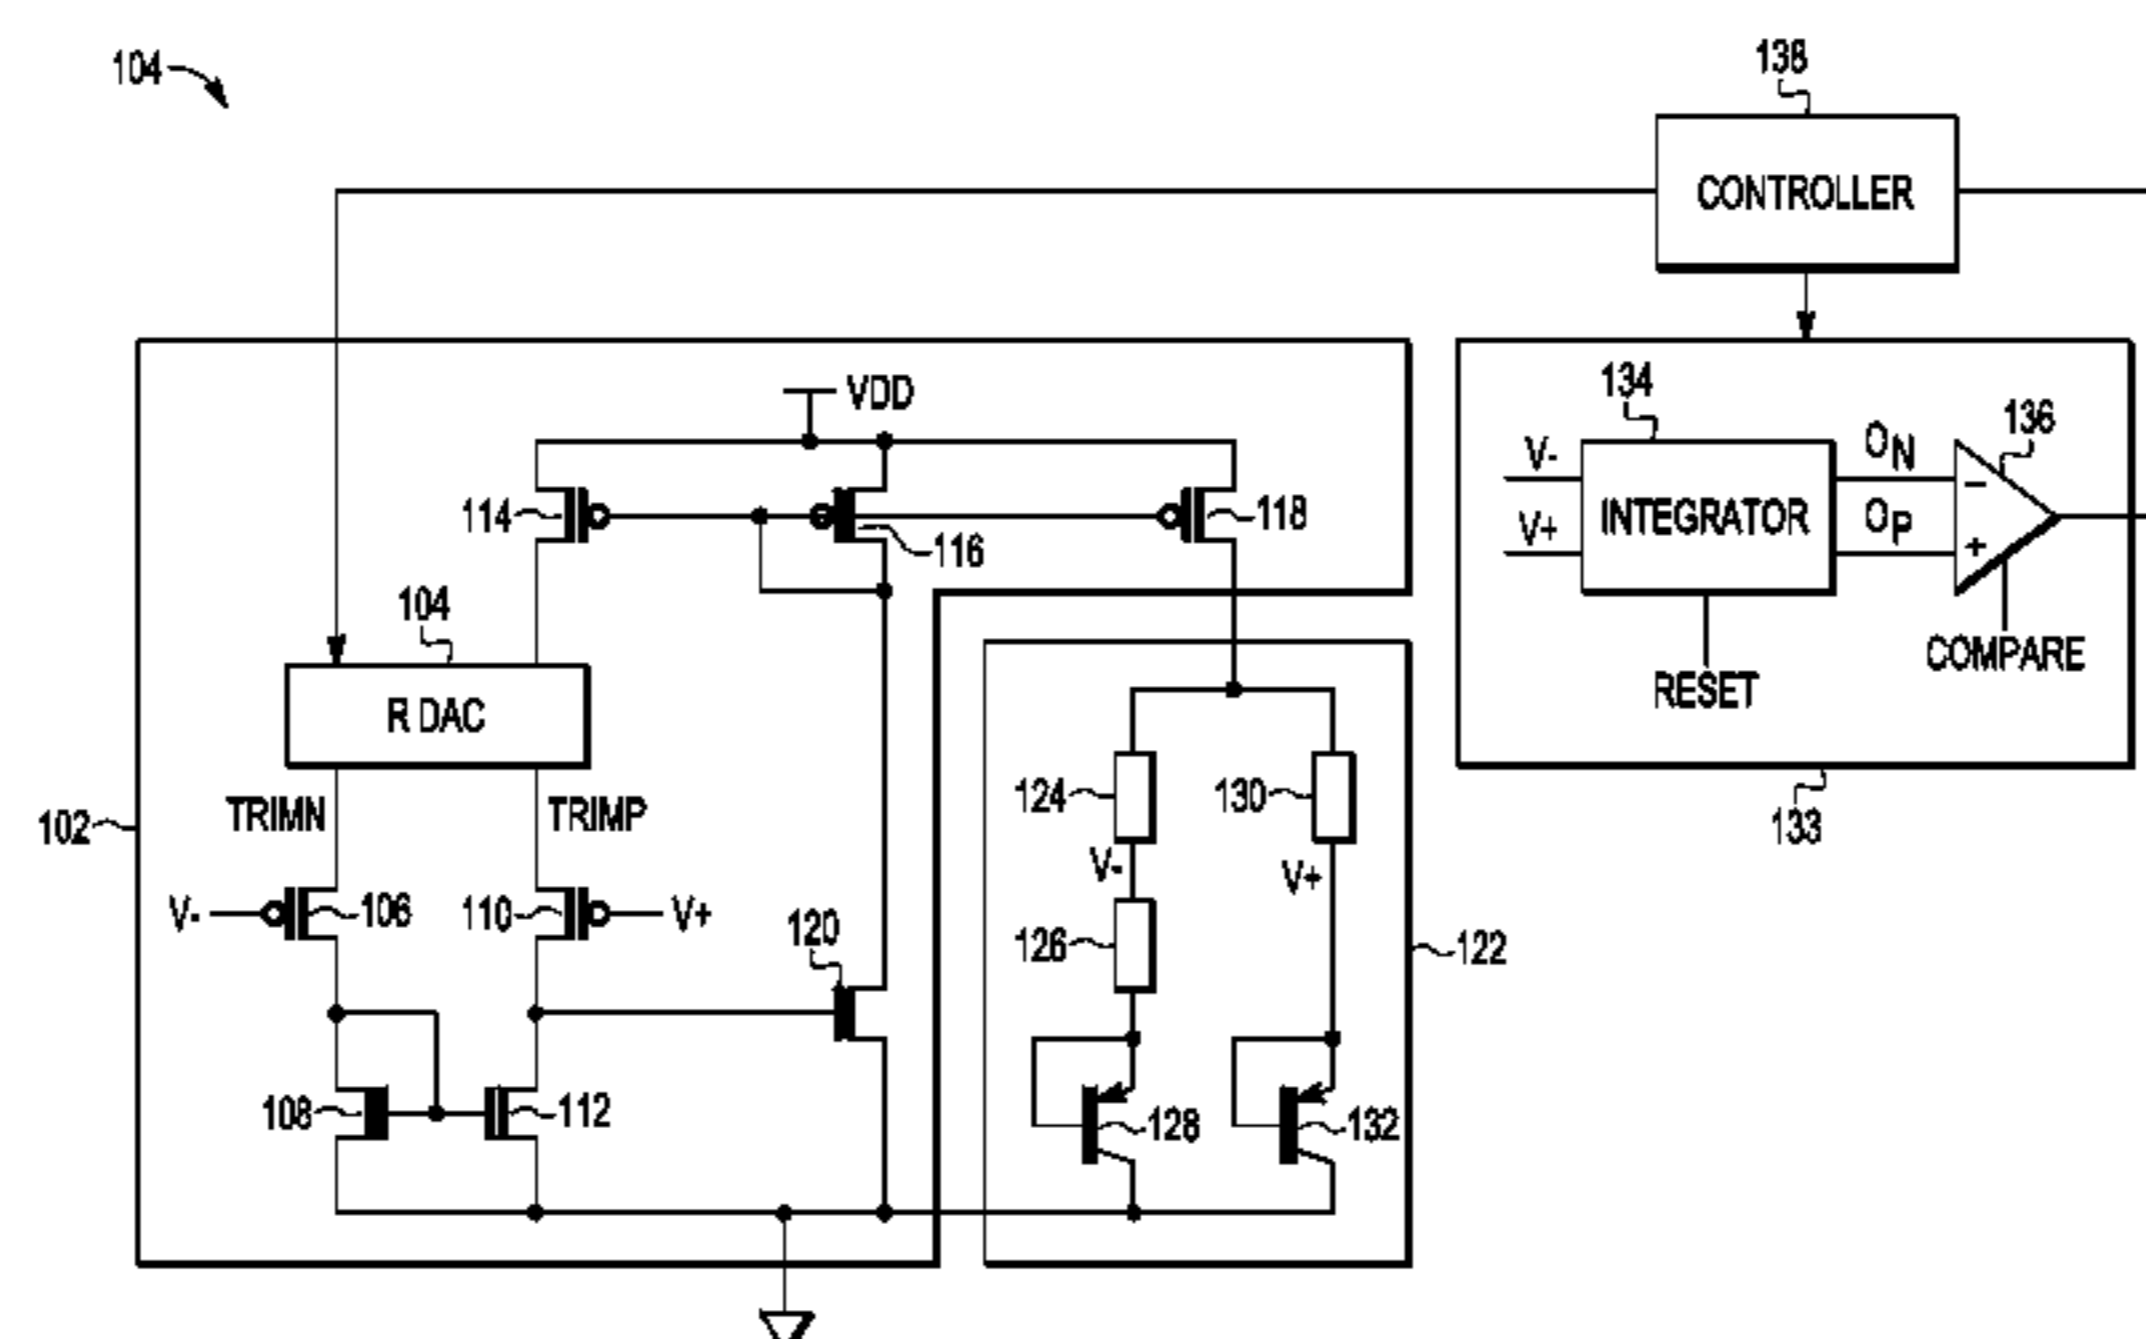 104
138
CONTROLLER
VDD
114
116
118
134
136
V-
V+
INTEGRATOR
ON
OP
-
+
RESET
COMPARE
133
104
R DAC
TRIMN
TRIMP
102
V-
106
110
V+
120
108
112
124
130
V-
V+
126
122
128
132